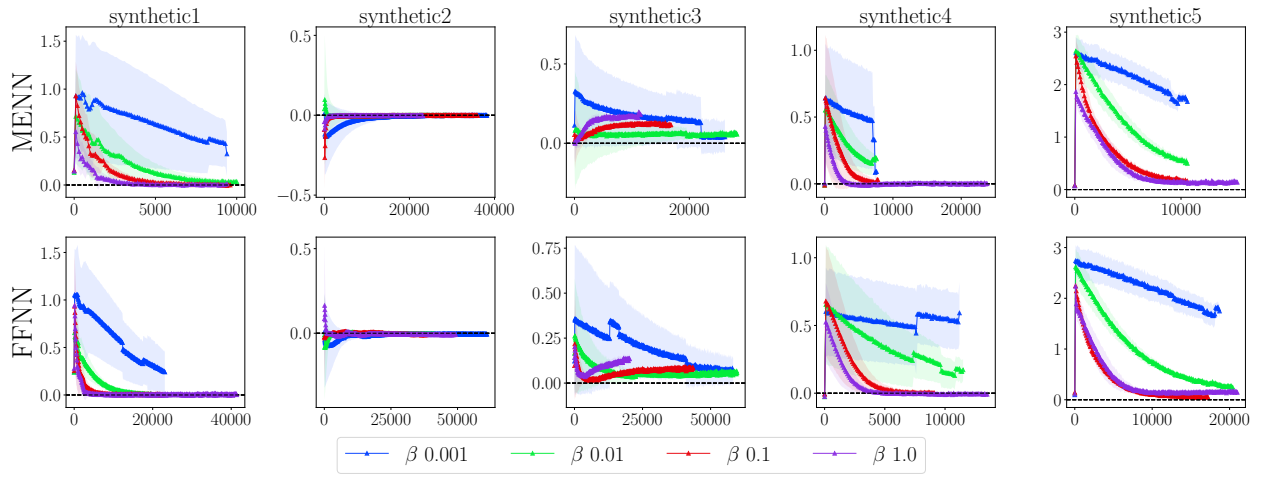 synthetic1 synthetic2 synthetic3 synthetic4 synthetic5
MENN
1.5 1.0 0.5 0.0
0 5000 10000
0.5 0.0 −0.5
0 20000 40000
0.5 0.0
0 20000
1.0 0.5 0.0
0 10000 20000
3 2 1 0
0 10000
FFNN
1.5 1.0 0.5 0.0
0 20000 40000
0.5 0.0
0 25000 50000
0.75 0.50 0.25 0.00
0 25000 50000
1.0 0.5 0.0
0 5000 10000
3 2 1 0
0 10000 20000
β 0.001 β 0.01 β 0.1 β 1.0